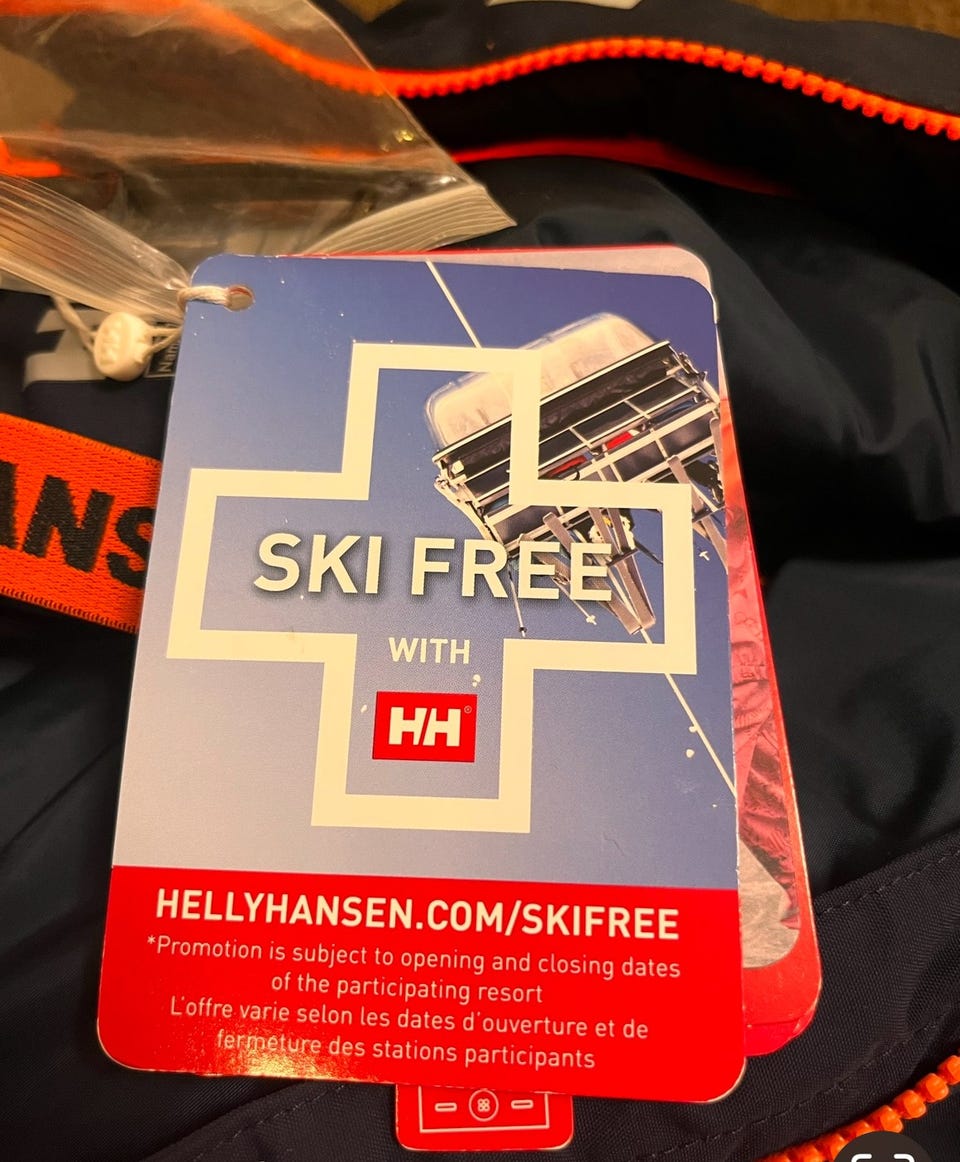 ANS
Nan
SKI FREE
WITH
H/H®
HELLYHANSEN.COM/SKIFREE
*Promotion is subject to opening and closing dates
of the participating resort
L'offre varie selon les dates d'ouverture et de
fermeture des stations participants